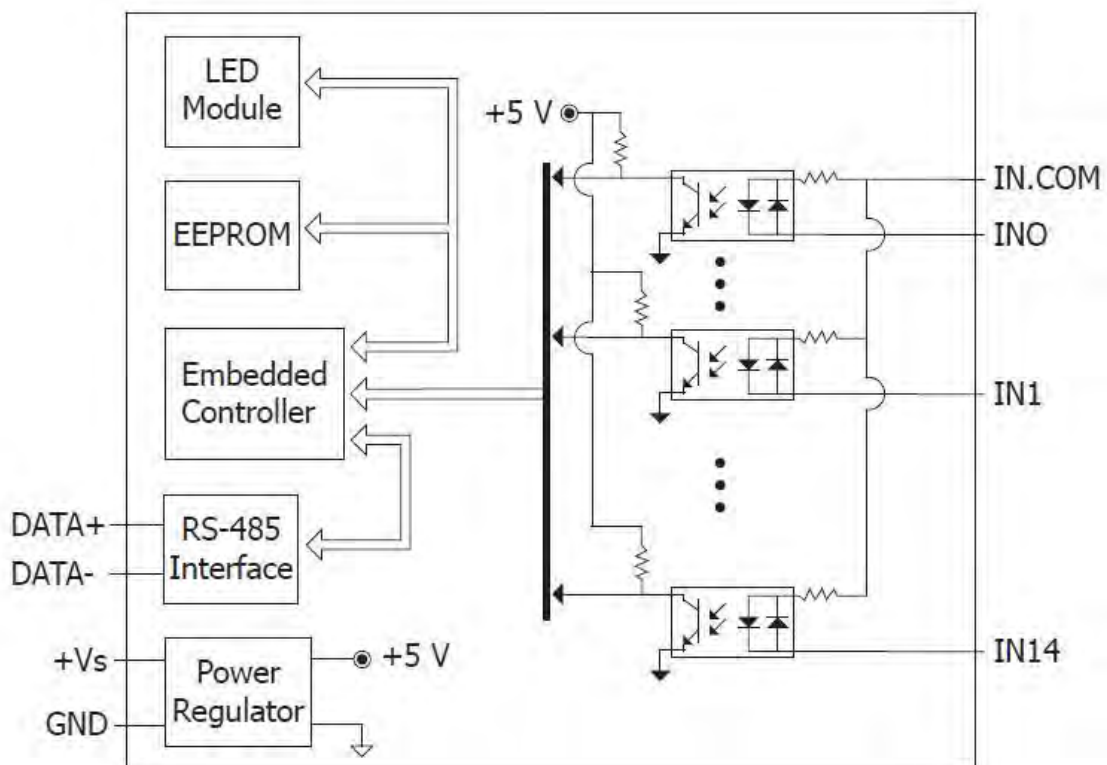 LED
Module
EEPROM
Embedded
Controller
RS-485
Interface
Power
Regulator
DATA+
DATA-
+Vs
GND
+5 V
+5 V
IN.COM
IN0
IN1
IN14